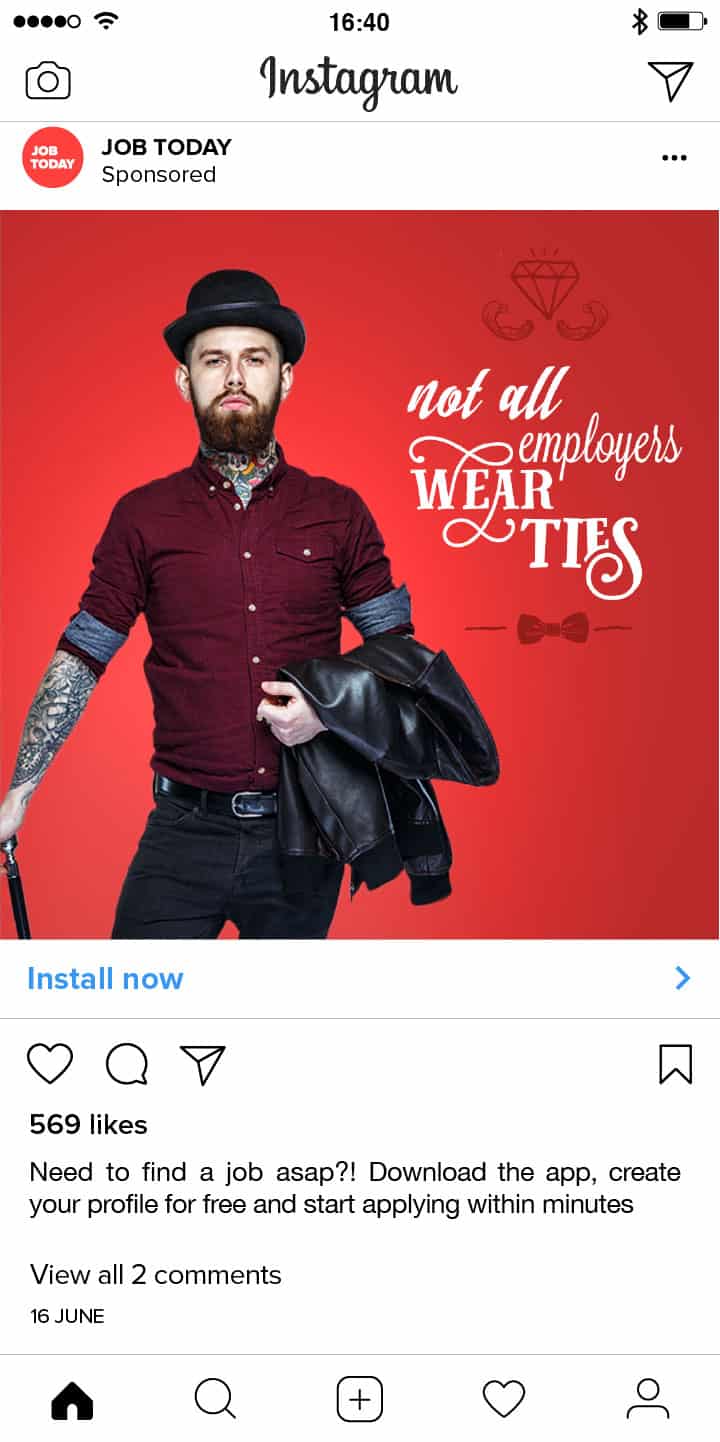 16:40
Instagram
JOB
TODAY
JOB TODAY
Sponsored
not all
employers
WEAR
TIES
Install now
569 likes
Need to find a job asap?! Download the app, create
your profile for free and start applying within minutes
View all 2 comments
16 JUNE